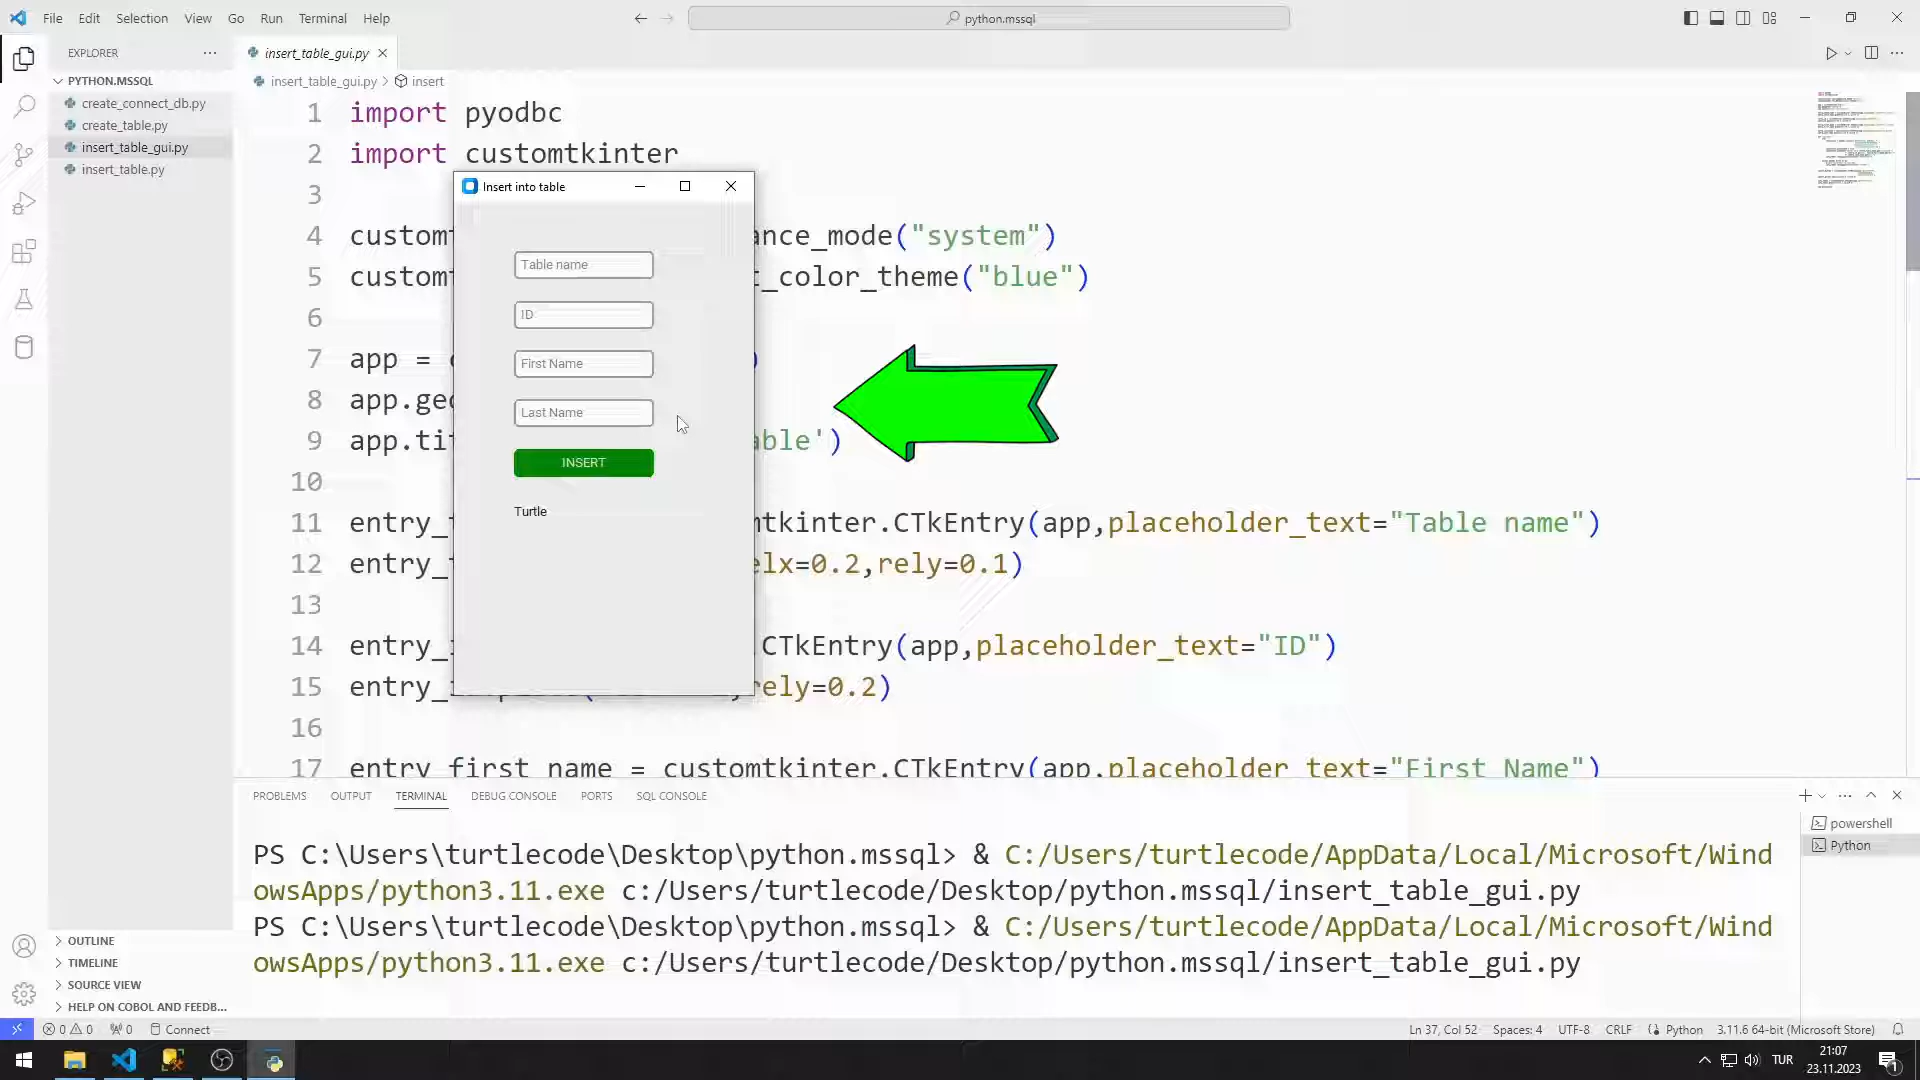 File Edit Selection View Go Run Terminal Help
python.mssql
EXPLORER
PYTHON.MSSQL
create_connect_db.py
create_table.py
insert_table_gui.py
insert_table.py
insert_table_gui.py
insert_table_gui.py > insert
1 import pyodbc
2 import customtkinter
3
4 custom ance_mode("system")
5 custom t_color_theme("blue")
6
7 app = )
8 app.ge
9 app.tit able')
10
11 entry_ mtkinter.CTkEntry(app,placeholder_text="Table name")
12 entry_ elx=0.2,rely=0.1)
13
14 entry_ .CTkEntry(app,placeholder_text="ID")
15 entry_ rely=0.2)
16
17 entry_first_name = customtkinter.CTkEntry(app,placeholder_text="First Name")
Insert into table
Table name
ID
First Name
Last Name
INSERT
Turtle
PROBLEMS OUTPUT TERMINAL DEBUG CONSOLE PORTS SQL CONSOLE
PS C:\Users\turtlecode\Desktop\python.mssql> & C:/Users/turtlecode/AppData/Local/Microsoft/Wind
owsApps/python3.11.exe c:/Users/turtlecode/Desktop/python.mssql/insert_table_gui.py
PS C:\Users\turtlecode\Desktop\python.mssql> & C:/Users/turtlecode/AppData/Local/Microsoft/Wind
owsApps/python3.11.exe c:/Users/turtlecode/Desktop/python.mssql/insert_table_gui.py
powershell
Python
OUTLINE
TIMELINE
SOURCE VIEW
HELP ON COBOL AND FEEDB...
0 0 0 Connect
Ln 37, Col 52 Spaces: 4 UTF-8 CRLF Python 3.11.6 64-bit (Microsoft Store)
TUR
21:07
23.11.2023
1